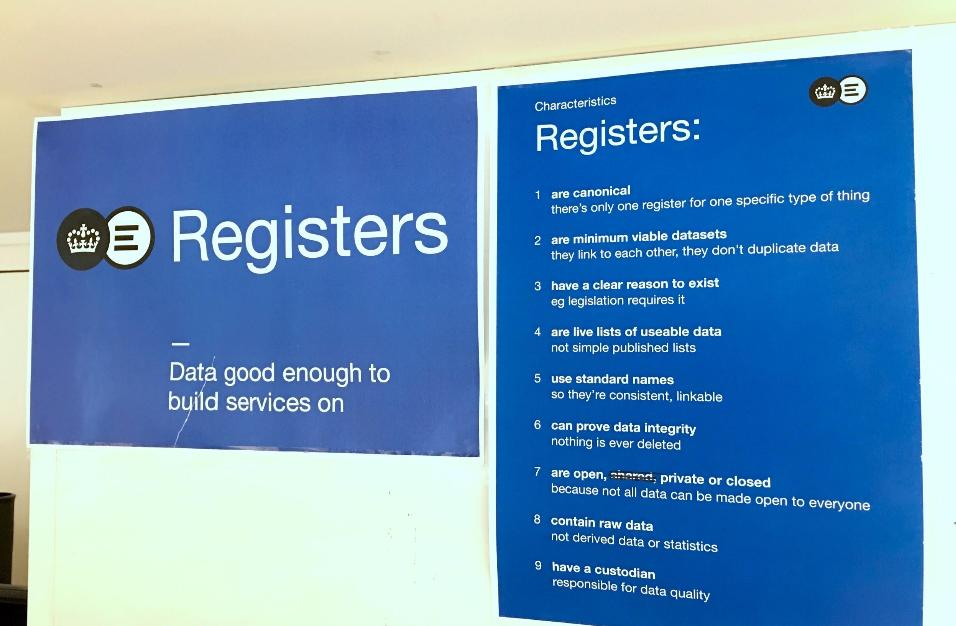 Registers
Data good enough to
build services on
Characteristics
Registers:
1 are canonical
there's only one register for one specific type of thing
2 are minimum viable datasets
they link to each other, they don't duplicate data
3 have a clear reason to exist
eg legislation requires it
4 are live lists of useable data
not simple published lists
5 use standard names
so they're consistent, linkable
6 can prove data integrity
nothing is ever deleted
7 are open, shared, private or closed
because not all data can be made open to everyone
8 contain raw data
not derived data or statistics
9 have a custodian
responsible for data quality